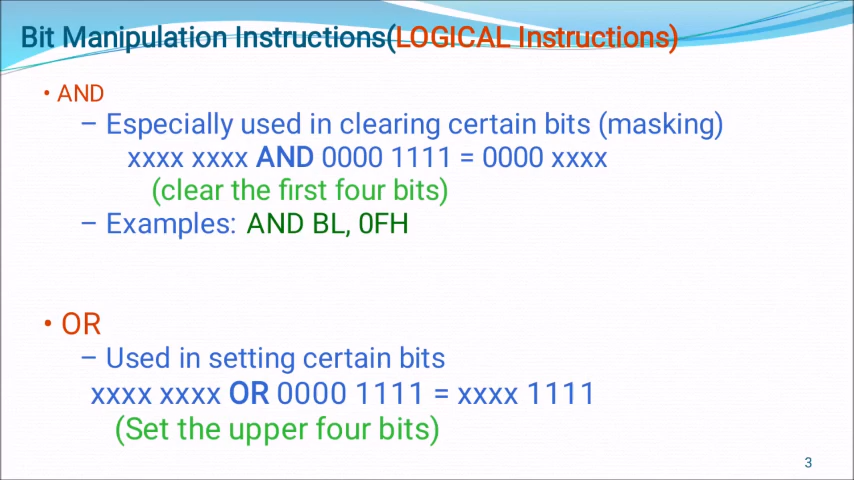 Bit Manipulation Instructions(LOGICAL Instructions)
• AND
– Especially used in clearing certain bits (masking)
xxxx xxxx AND 0000 1111 = 0000 xxxx
(clear the first four bits)
– Examples: AND BL, 0FH
• OR
– Used in setting certain bits
xxxx xxxx OR 0000 1111 = xxxx 1111
(Set the upper four bits)
3